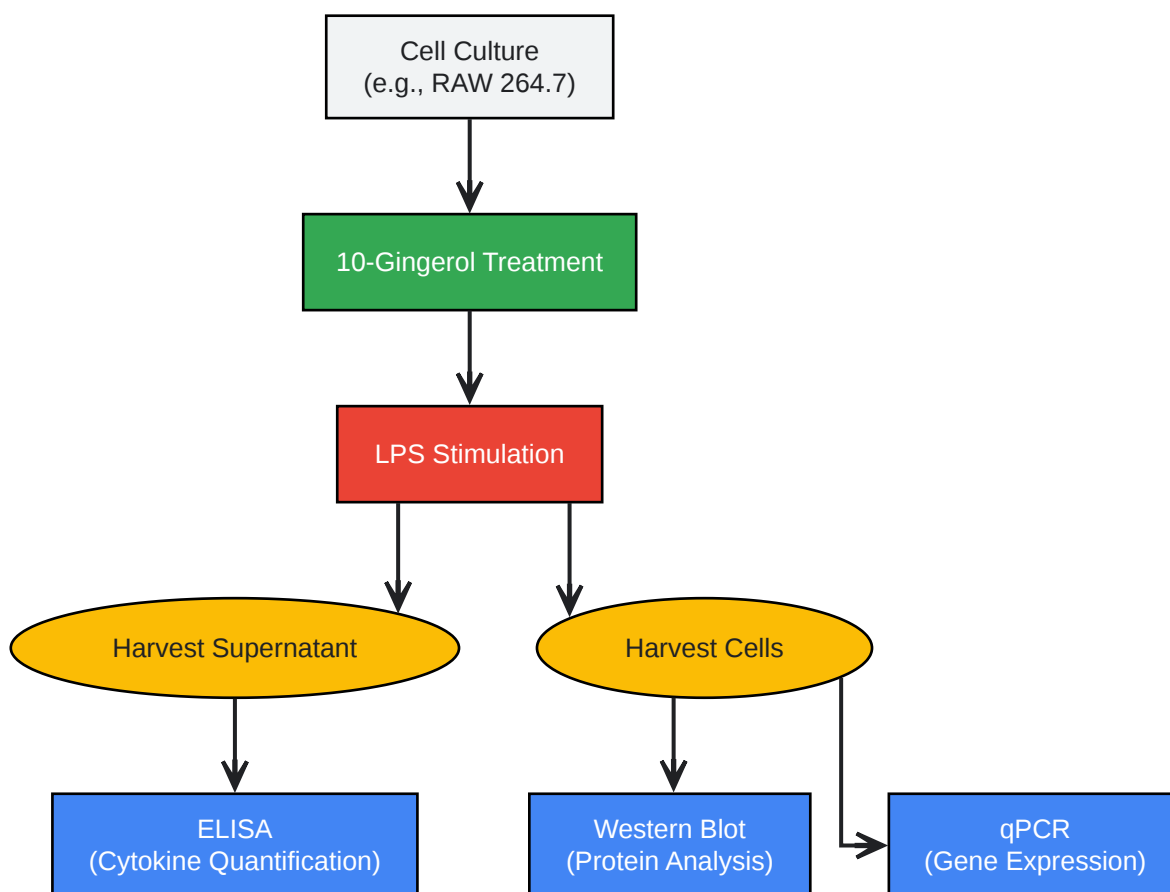 Cell Culture
(e.g., RAW 264.7)
10-Gingerol Treatment
LPS Stimulation
Harvest Supernatant
Harvest Cells
ELISA
(Cytokine Quantification)
Western Blot
(Protein Analysis)
qPCR
(Gene Expression)